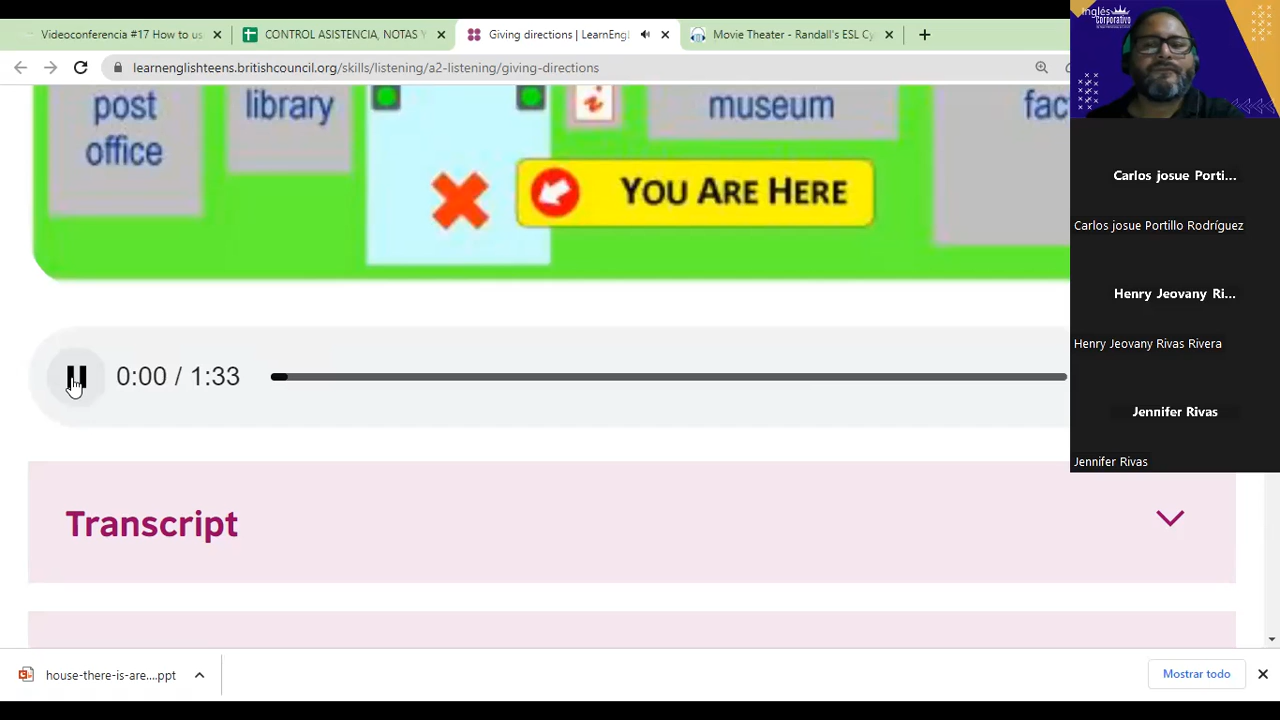 Videoconferencia #17 How to us
CONTROL ASISTENCIA, NOTAS Y
Giving directions | LearnEngl
Movie Theater - Randall's ESL Cy
learnenglishteens.britishcouncil.org/skills/listening/a2-listening/giving-directions
Inglés
Corporativo
post
office
library
museum
fac
YOU ARE HERE
Carlos josue Porti...
Carlos josue Portillo Rodríguez
Henry Jeovany Ri...
Henry Jeovany Rivas Rivera
Jennifer Rivas
Jennifer Rivas
0:00 / 1:33
Transcript
house-there-is-are....ppt
Mostrar todo